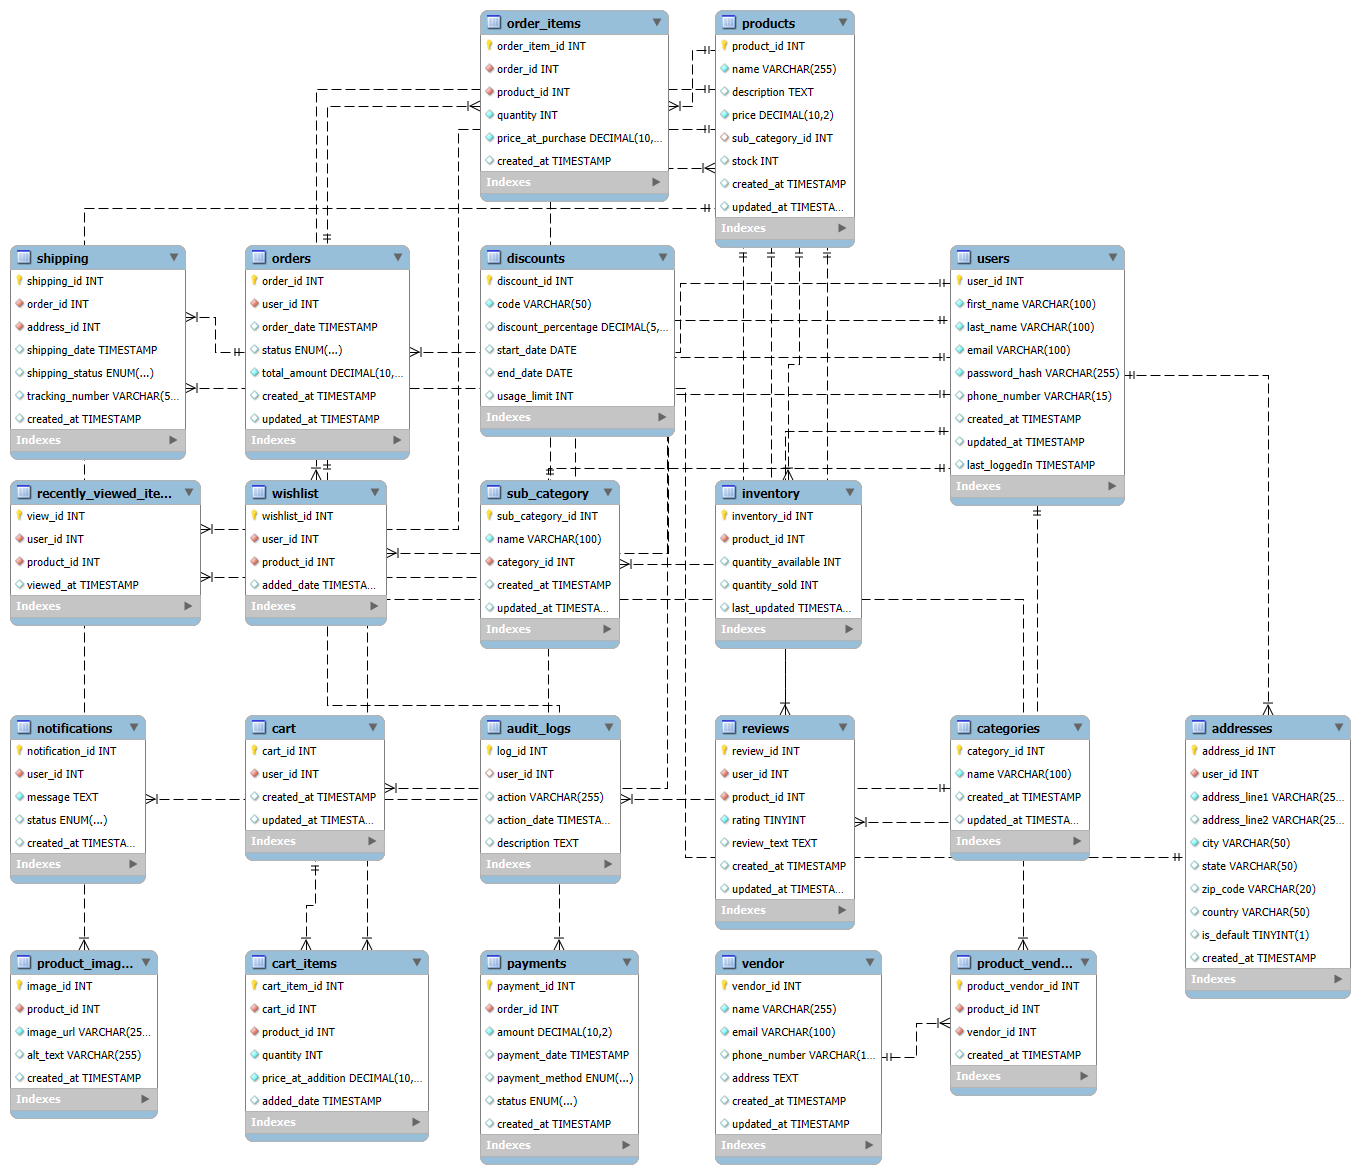 order_items
order_item_id INT
order_id INT
product_id INT
quantity INT
price_at_purchase DECIMAL(10,...
created_at TIMESTAMP
Indexes
products
product_id INT
name VARCHAR(255)
description TEXT
price DECIMAL(10,2)
sub_category_id INT
stock INT
created_at TIMESTAMP
updated_at TIMESTA...
Indexes
shipping
shipping_id INT
order_id INT
address_id INT
shipping_date TIMESTAMP
shipping_status ENUM(...)
tracking_number VARCHAR(5...
created_at TIMESTAMP
Indexes
orders
order_id INT
user_id INT
order_date TIMESTAMP
status ENUM(...)
total_amount DECIMAL(10,...
created_at TIMESTAMP
updated_at TIMESTAMP
Indexes
discounts
discount_id INT
code VARCHAR(50)
discount_percentage DECIMAL(5,...
start_date DATE
end_date DATE
usage_limit INT
Indexes
users
user_id INT
first_name VARCHAR(100)
last_name VARCHAR(100)
email VARCHAR(100)
password_hash VARCHAR(255)
phone_number VARCHAR(15)
created_at TIMESTAMP
updated_at TIMESTAMP
last_loggedIn TIMESTAMP
Indexes
recently_viewed_ite...
view_id INT
user_id INT
product_id INT
viewed_at TIMESTAMP
Indexes
wishlist
wishlist_id INT
user_id INT
product_id INT
added_date TIMESTA...
Indexes
sub_category
sub_category_id INT
name VARCHAR(100)
category_id INT
created_at TIMESTAMP
updated_at TIMESTA...
Indexes
inventory
inventory_id INT
product_id INT
quantity_available INT
quantity_sold INT
last_updated TIMESTA...
Indexes
notifications
notification_id INT
user_id INT
message TEXT
status ENUM(...)
created_at TIMESTA...
Indexes
cart
cart_id INT
user_id INT
created_at TIMESTAMP
updated_at TIMESTA...
Indexes
audit_logs
log_id INT
user_id INT
action VARCHAR(255)
action_date TIMESTA...
description TEXT
Indexes
reviews
review_id INT
user_id INT
product_id INT
rating TINYINT
review_text TEXT
created_at TIMESTAMP
updated_at TIMESTA...
Indexes
categories
category_id INT
name VARCHAR(100)
created_at TIMESTAMP
updated_at TIMESTA...
Indexes
addresses
address_id INT
user_id INT
address_line1 VARCHAR(25...
address_line2 VARCHAR(25...
city VARCHAR(50)
state VARCHAR(50)
zip_code VARCHAR(20)
country VARCHAR(50)
is_default TINYINT(1)
created_at TIMESTAMP
Indexes
product_imag...
image_id INT
product_id INT
image_url VARCHAR(25...
alt_text VARCHAR(255)
created_at TIMESTAMP
Indexes
cart_items
cart_item_id INT
cart_id INT
product_id INT
quantity INT
price_at_addition DECIMAL(10,...
added_date TIMESTAMP
Indexes
payments
payment_id INT
order_id INT
amount DECIMAL(10,2)
payment_date TIMESTAMP
payment_method ENUM(...)
status ENUM(...)
created_at TIMESTAMP
Indexes
vendor
vendor_id INT
name VARCHAR(255)
email VARCHAR(100)
phone_number VARCHAR(1...
address TEXT
created_at TIMESTAMP
updated_at TIMESTAMP
Indexes
product_vend...
product_vendor_id INT
product_id INT
vendor_id INT
created_at TIMESTAMP
Indexes